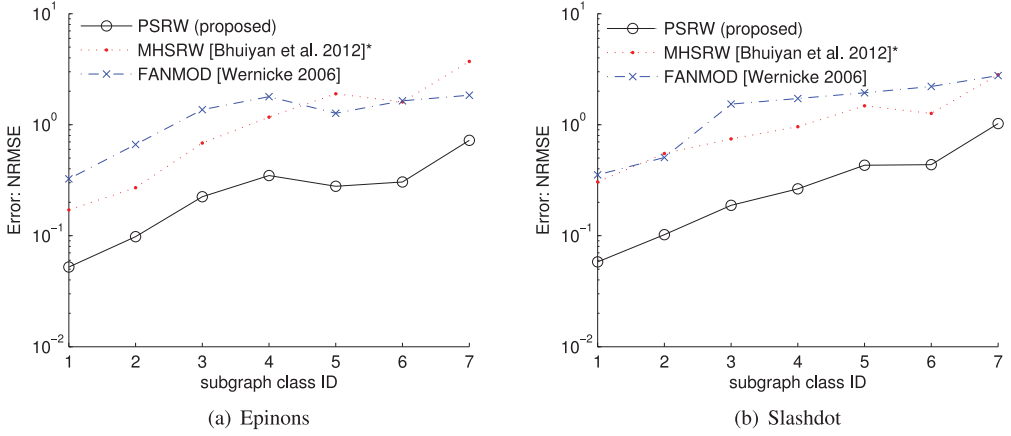 10^1
10^0
10^-1
10^-2
Error: NRMSE
PSRW (proposed)
MHSRW [Bhuiyan et al. 2012]*
FANMOD [Wernicke 2006]
1 2 3 4 5 6 7
subgraph class ID
(a) Epinons
10^1
10^0
10^-1
10^-2
Error: NRMSE
PSRW (proposed)
MHSRW [Bhuiyan et al. 2012]*
FANMOD [Wernicke 2006]
1 2 3 4 5 6 7
subgraph class ID
(b) Slashdot